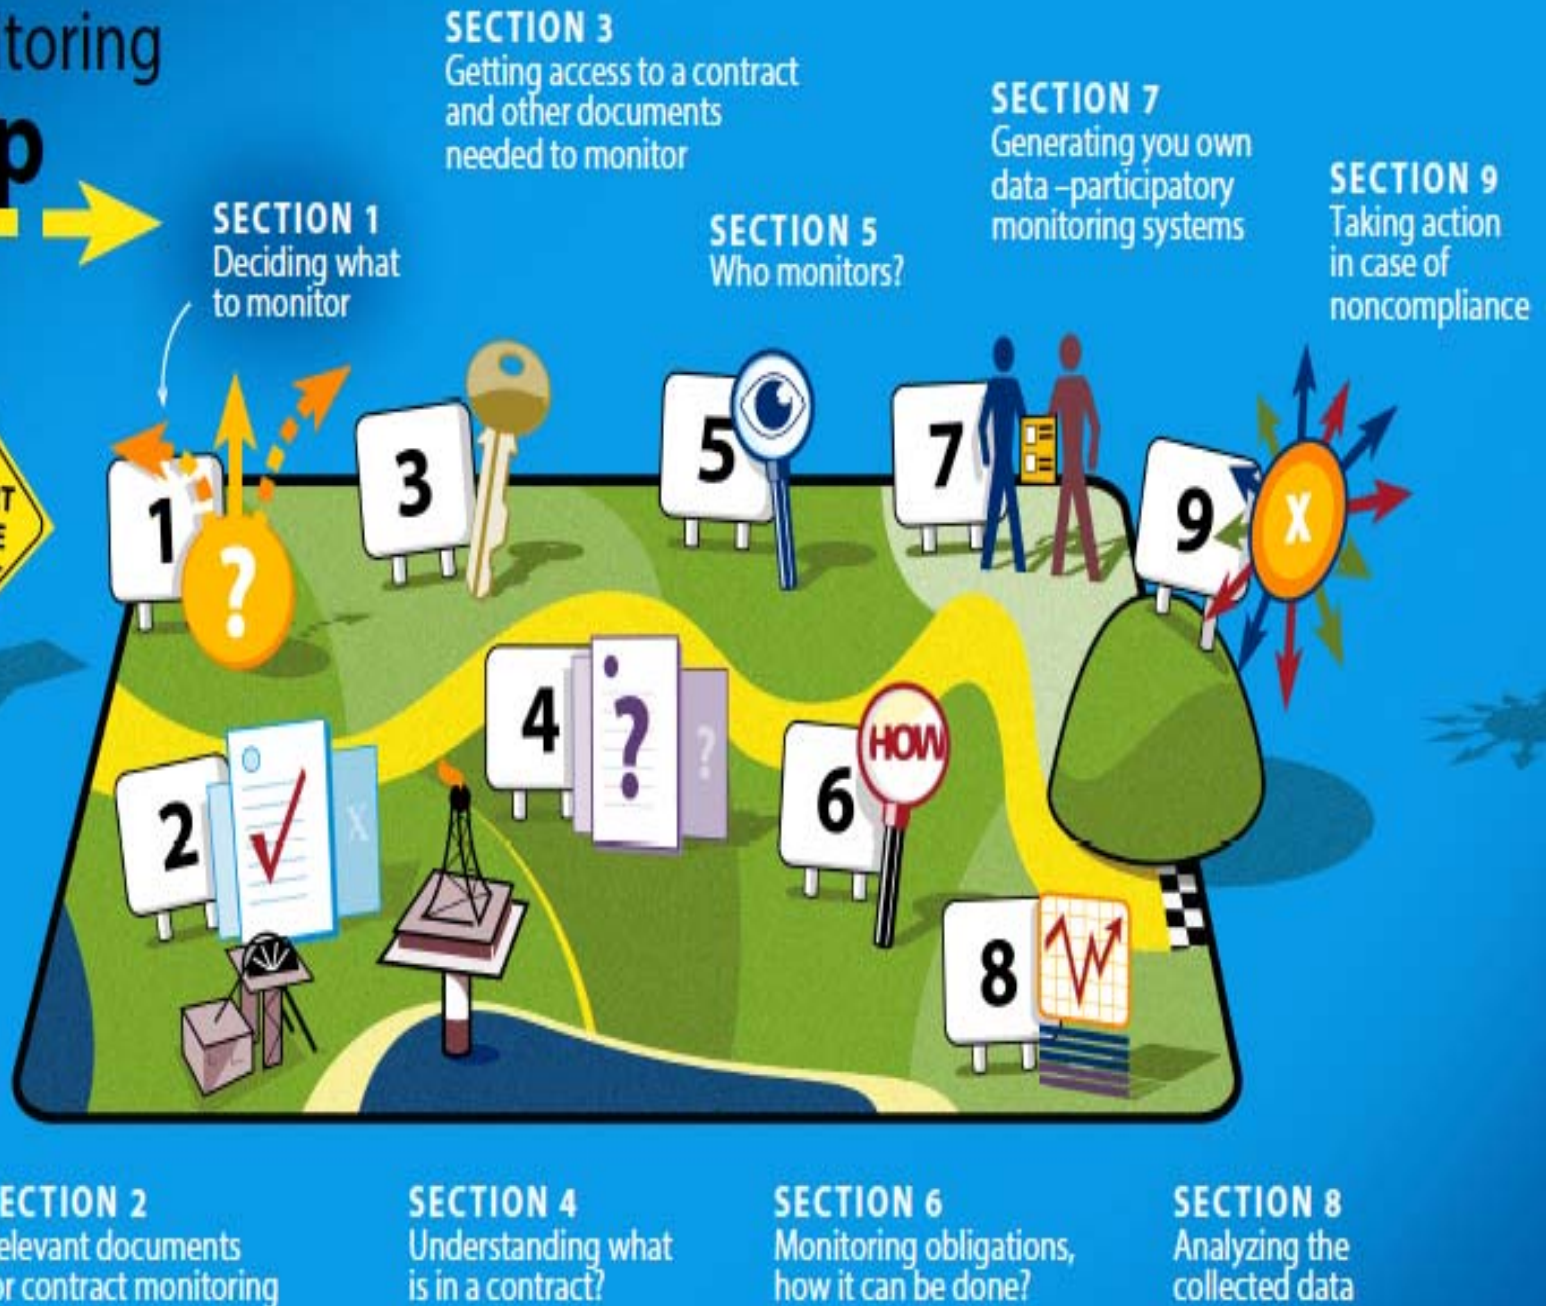 toring
p
SECTION 3
Getting access to a contract
and other documents
needed to monitor
SECTION 7
Generating you own
data –participatory
monitoring systems
SECTION 9
Taking action
in case of
noncompliance
SECTION 1
Deciding what
to monitor
SECTION 5
Who monitors?
1
?
3
5
7
9
X
T
E
2
X
4
?
?
6
HOW
8
ECTION 2
elevant documents
or contract monitoring
SECTION 4
Understanding what
is in a contract?
SECTION 6
Monitoring obligations,
how it can be done?
SECTION 8
Analyzing the
collected data